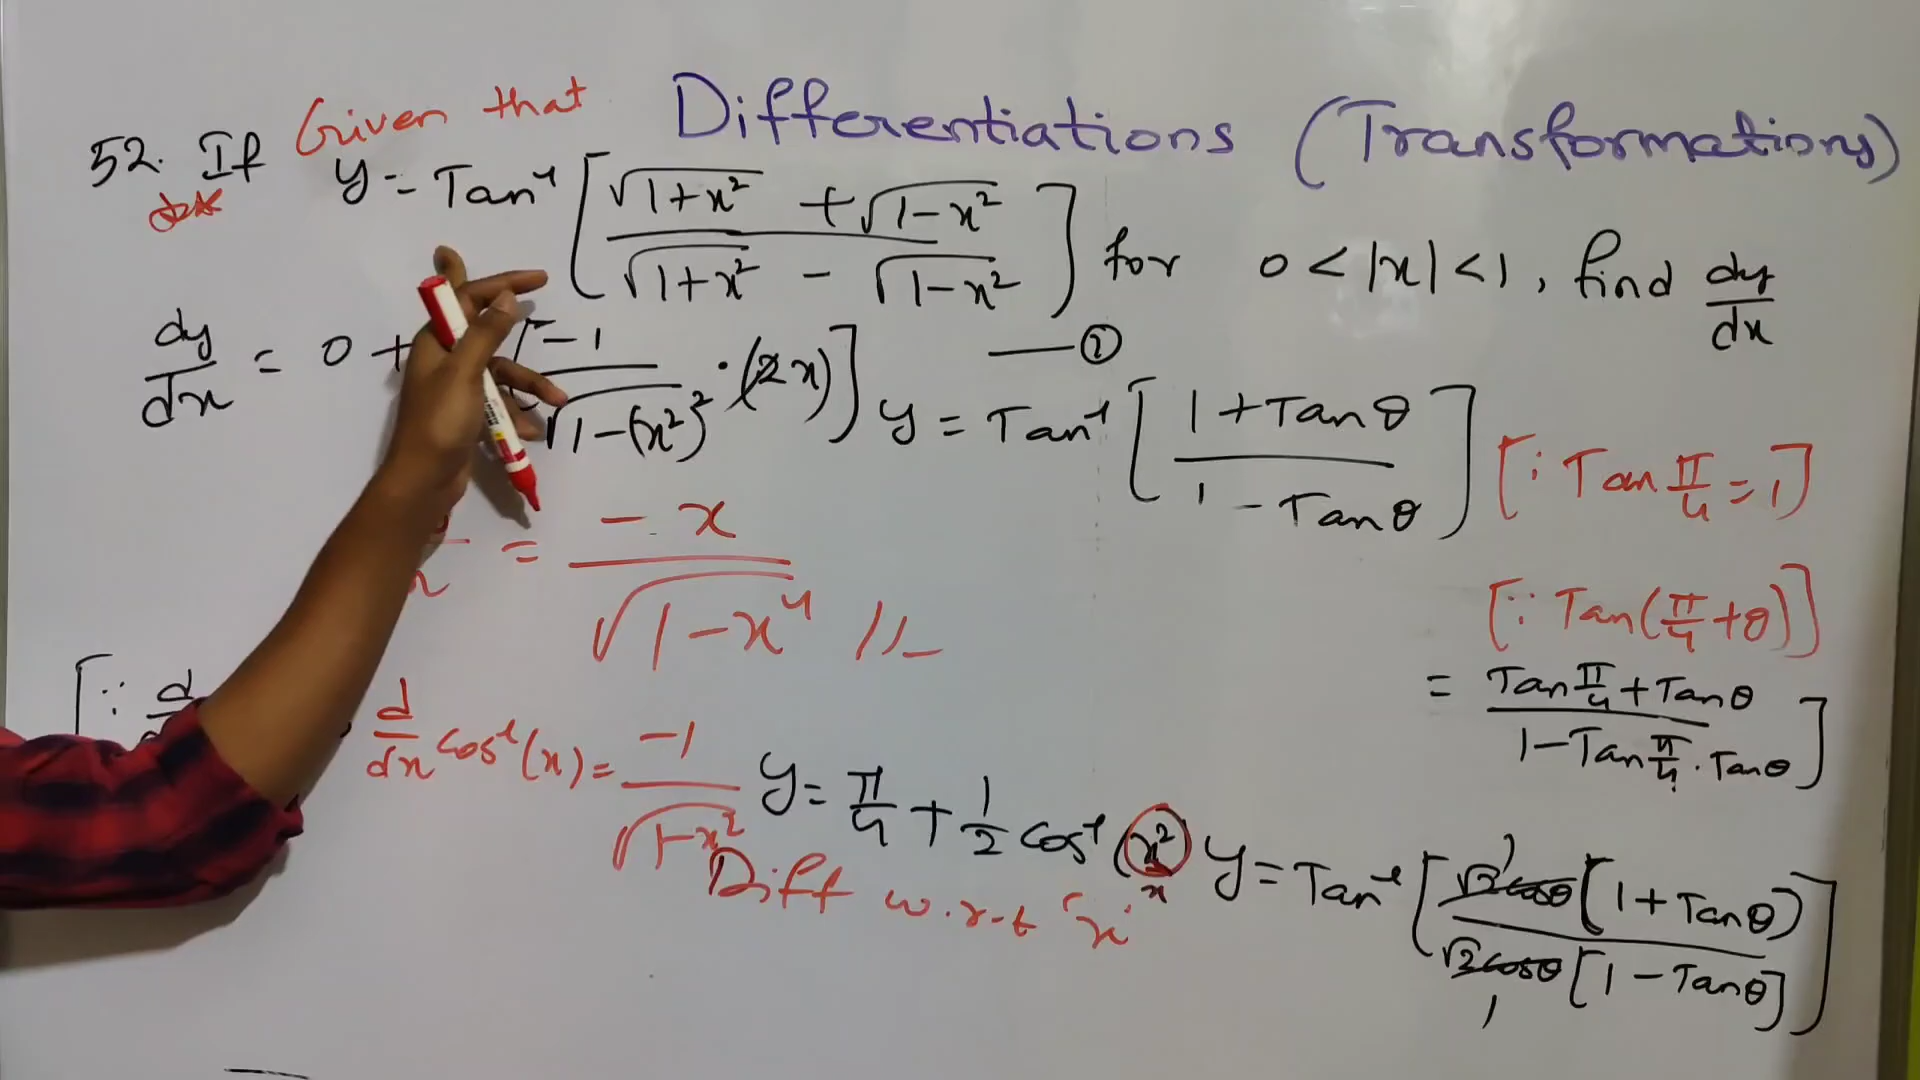 Differentiations (Transformations)
52. If Given that
y = Tan⁻¹ [ (√1+x² + √1-x²) / (√1+x² - √1-x²) ] for 0 < |x| < 1, find dy/dx
dy/dx = 0 + [ -1 / √1-(x²)² · (2x) ]
—— ②
y = Tan⁻¹ [ (1+Tanθ) / (1-Tanθ) ] [∵ Tan π/4 = 1]
= -x / √1-x⁴ //
[∵ Tan(π/4+θ)]
= (Tan π/4 + Tanθ) / (1-Tan π/4 . Tanθ) ]
[∵ d
d/dx cos⁻¹(x) = -1 / √1-x²
y = π/4 + 1/2 cos⁻¹(x²)
x
Diff w.r.t 'x'
y = Tan⁻¹ [ √2cosθ [1+Tanθ] / √2cosθ [1-Tanθ] ]